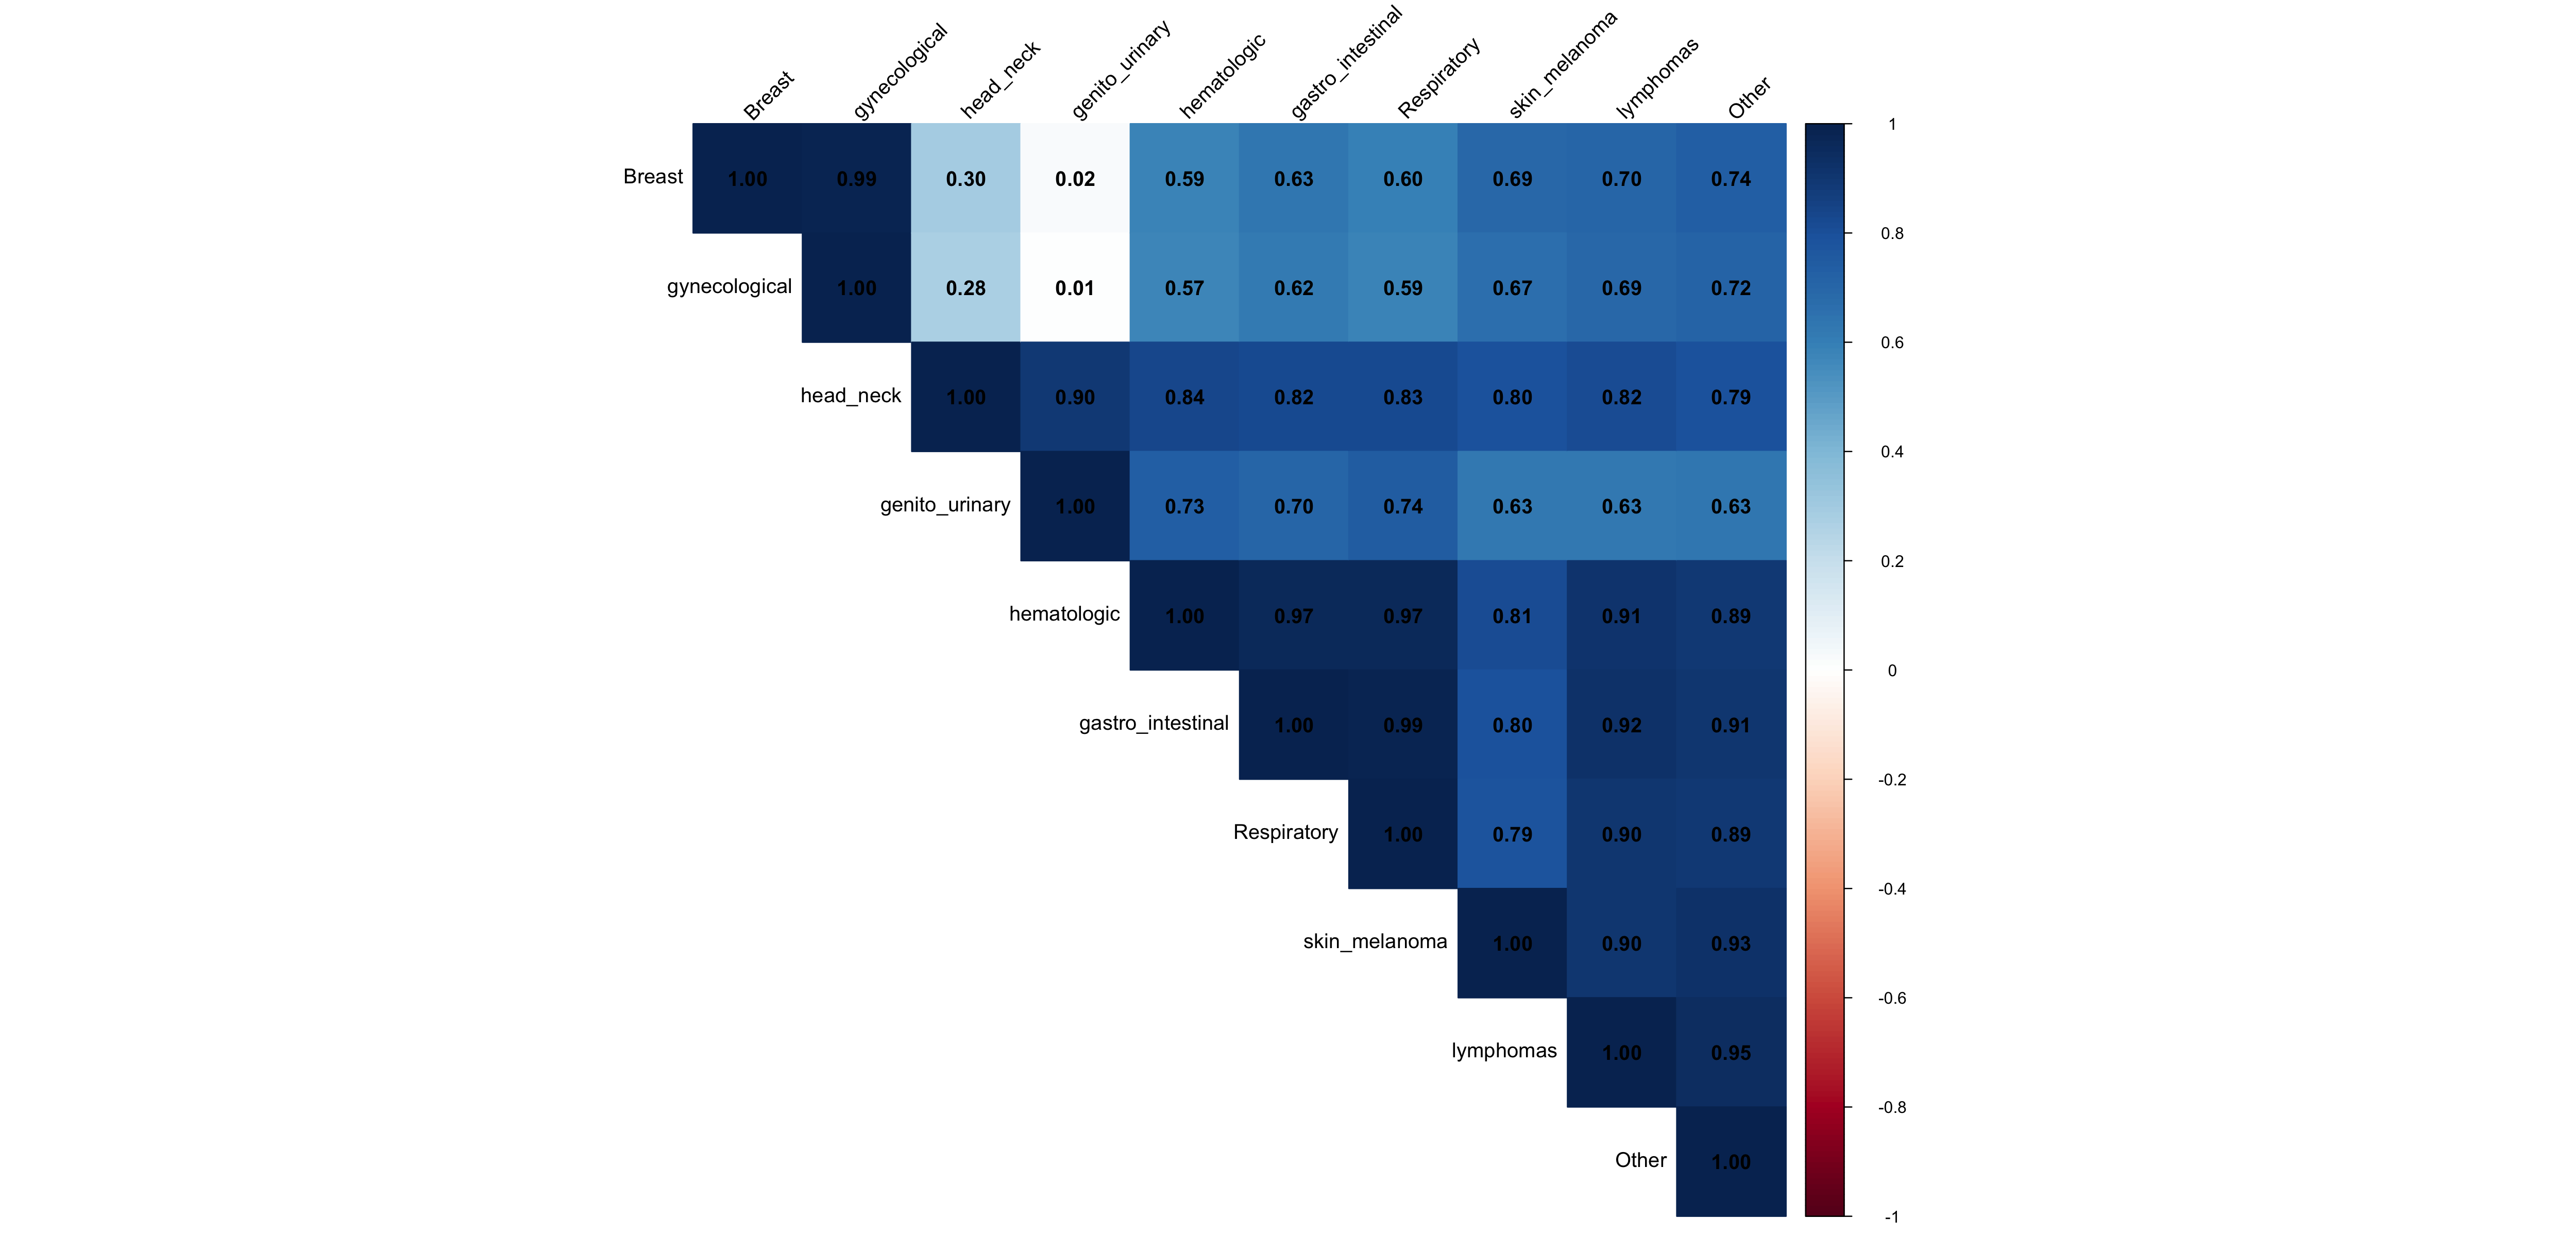 Breast gynecological head_neck genito_urinary hematologic gastro_intestinal Respiratory skin_melanoma lymphomas Other
Breast 1.00 0.99 0.30 0.02 0.59 0.63 0.60 0.69 0.70 0.74
gynecological 1.00 0.28 0.01 0.57 0.62 0.59 0.67 0.69 0.72
head_neck 1.00 0.90 0.84 0.82 0.83 0.80 0.82 0.79
genito_urinary 1.00 0.73 0.70 0.74 0.63 0.63 0.63
hematologic 1.00 0.97 0.97 0.81 0.91 0.89
gastro_intestinal 1.00 0.99 0.80 0.92 0.91
Respiratory 1.00 0.79 0.90 0.89
skin_melanoma 1.00 0.90 0.93
lymphomas 1.00 0.95
Other 1.00
1
0.8
0.6
0.4
0.2
0
-0.2
-0.4
-0.6
-0.8
-1